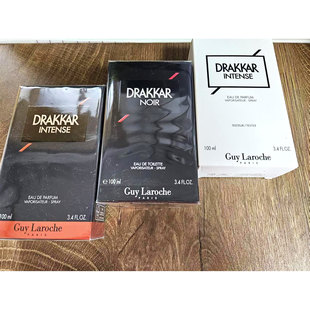 DRAKKAR
INTENSE
EAU DE PARFUM
VAPORISATEUR - SPRAY
100 ml 3.4 FL.OZ.
Guy Laroche
PARIS
DRAKKAR
NOIR
EAU DE TOILETTE
VAPORISATEUR - SPRAY
e 100 ml 3.4 FL.OZ.
Guy Laroche
PARIS
DRAKKAR
INTENSE
EAU DE PARFUM
VAPORISATEUR - SPRAY
100 ml 3.4 FL.OZ.
Guy Laroche
PARIS